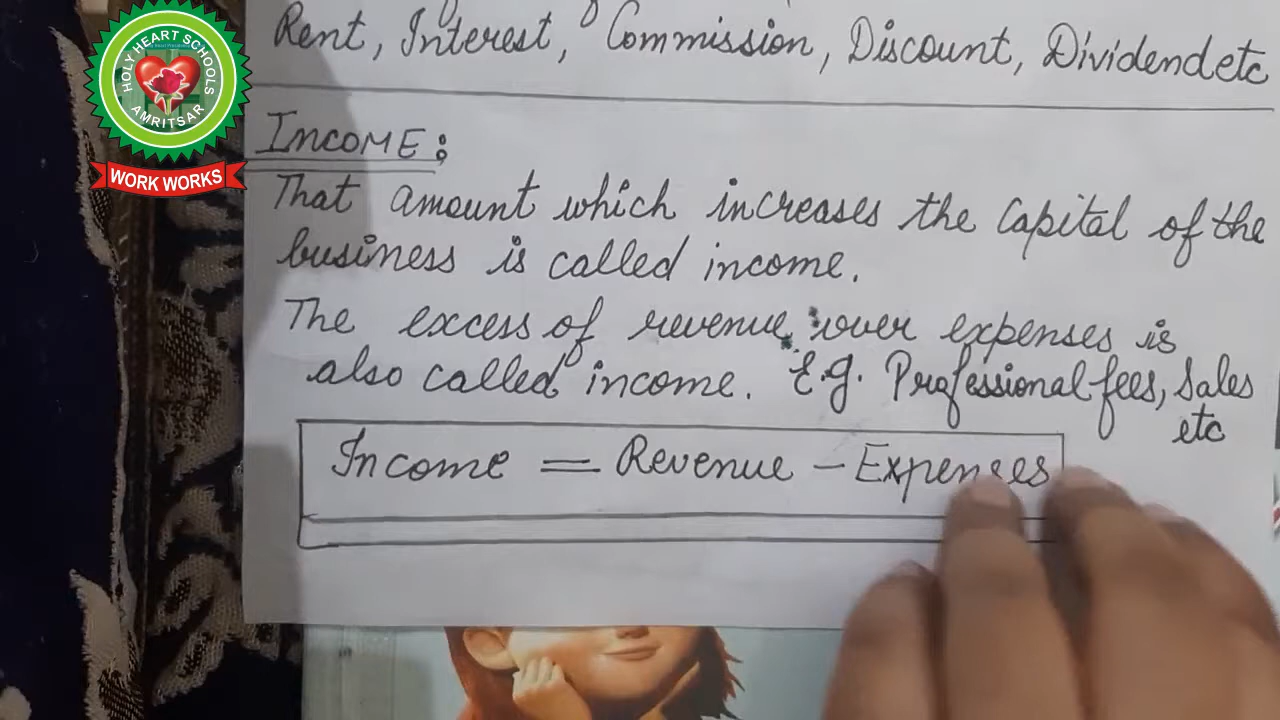 HOLY HEART SCHOOLS
AMRITSAR
WORK WORKS
Rent, Interest, Commission, Discount, Dividend etc
INCOME:
That amount which increases the Capital of the
business is called income.
The excess of revenue over expenses is
also called income. E.g. Professional fees, Sales
etc
Income = Revenue - Expenses